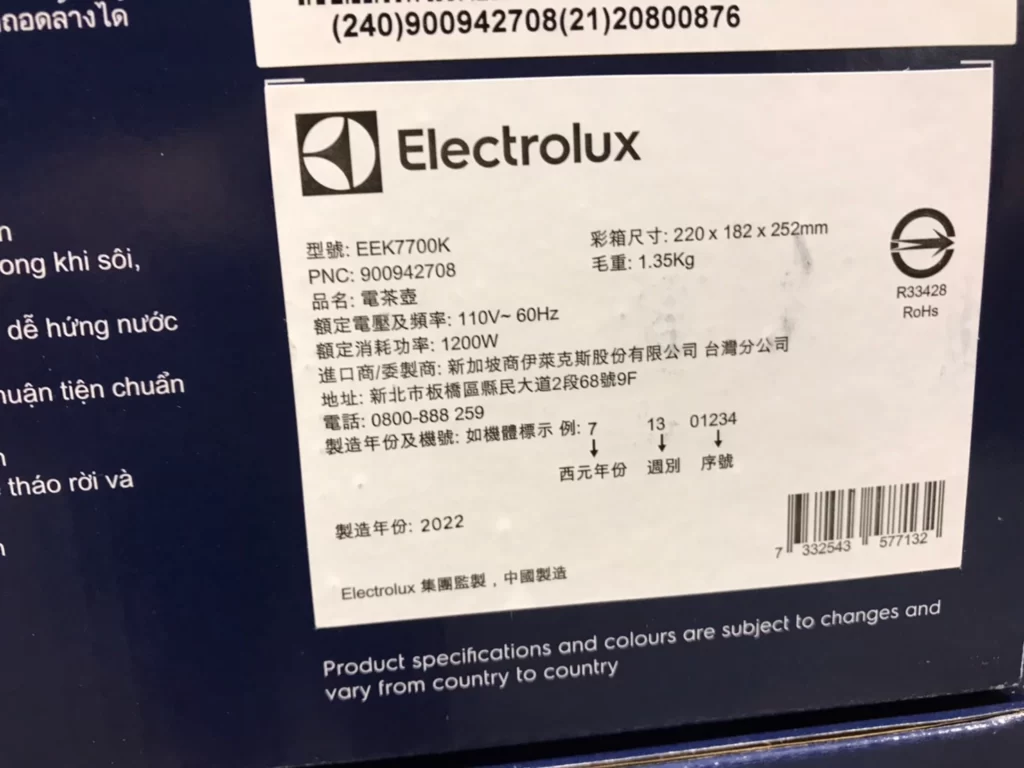 ถอดล้างได้
(240)900942708(21)20800876
Electrolux
型號: EEK7700K
PNC: 900942708
品名: 電茶壺
額定電壓及頻率: 110V~ 60Hz
額定消耗功率: 1200W
進口商/委製商: 新加坡商伊萊克斯股份有限公司 台灣分公司
地址: 新北市板橋區縣民大道2段68號9F
電話: 0800-888 259
製造年份及機號: 如機體標示 例: 7 13 01234
西元年份 週別 序號
彩箱尺寸: 220 x 182 x 252mm
毛重: 1.35Kg
R33428
RoHs
製造年份: 2022
7 332543 577132
Electrolux 集團監製，中國製造
Product specifications and colours are subject to changes and
vary from country to country
ong khi sôi,
dễ hứng nước
huận tiện chuẩn
tháo rời và